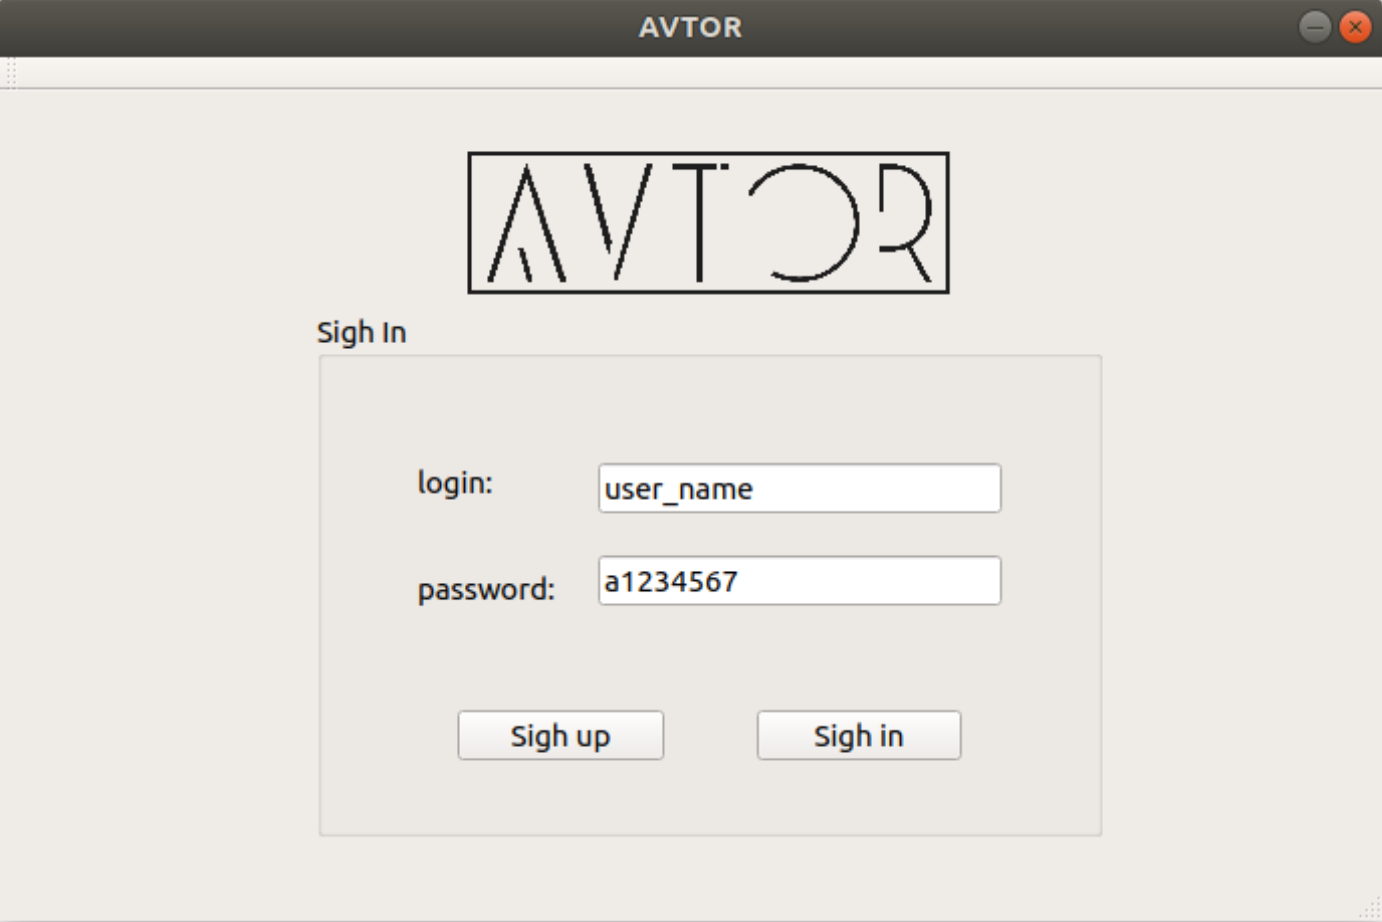 AVTOR
AVTOR
Sigh In
login: user_name
password: a1234567
Sigh up Sigh in